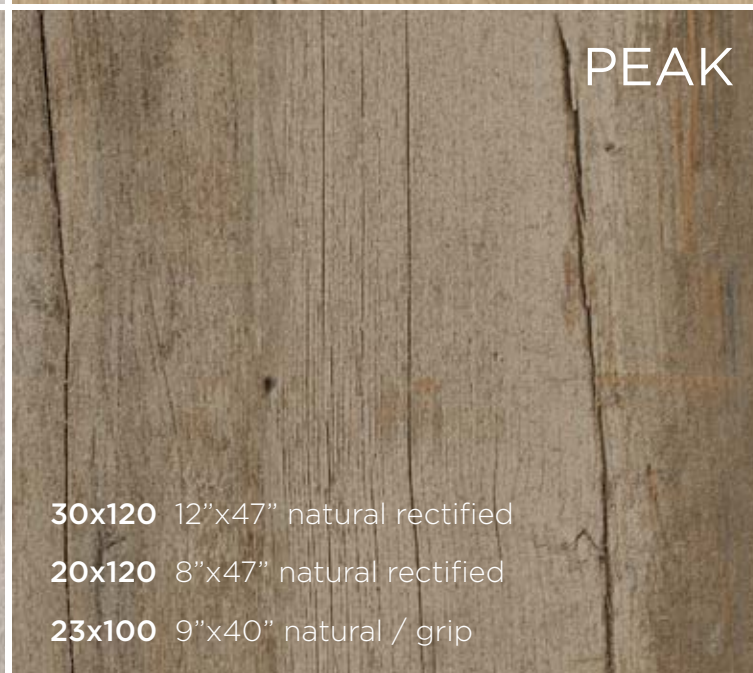 PEAK
30x120 12”x47” natural rectified
20x120 8”x47” natural rectified
23x100 9”x40” natural / grip